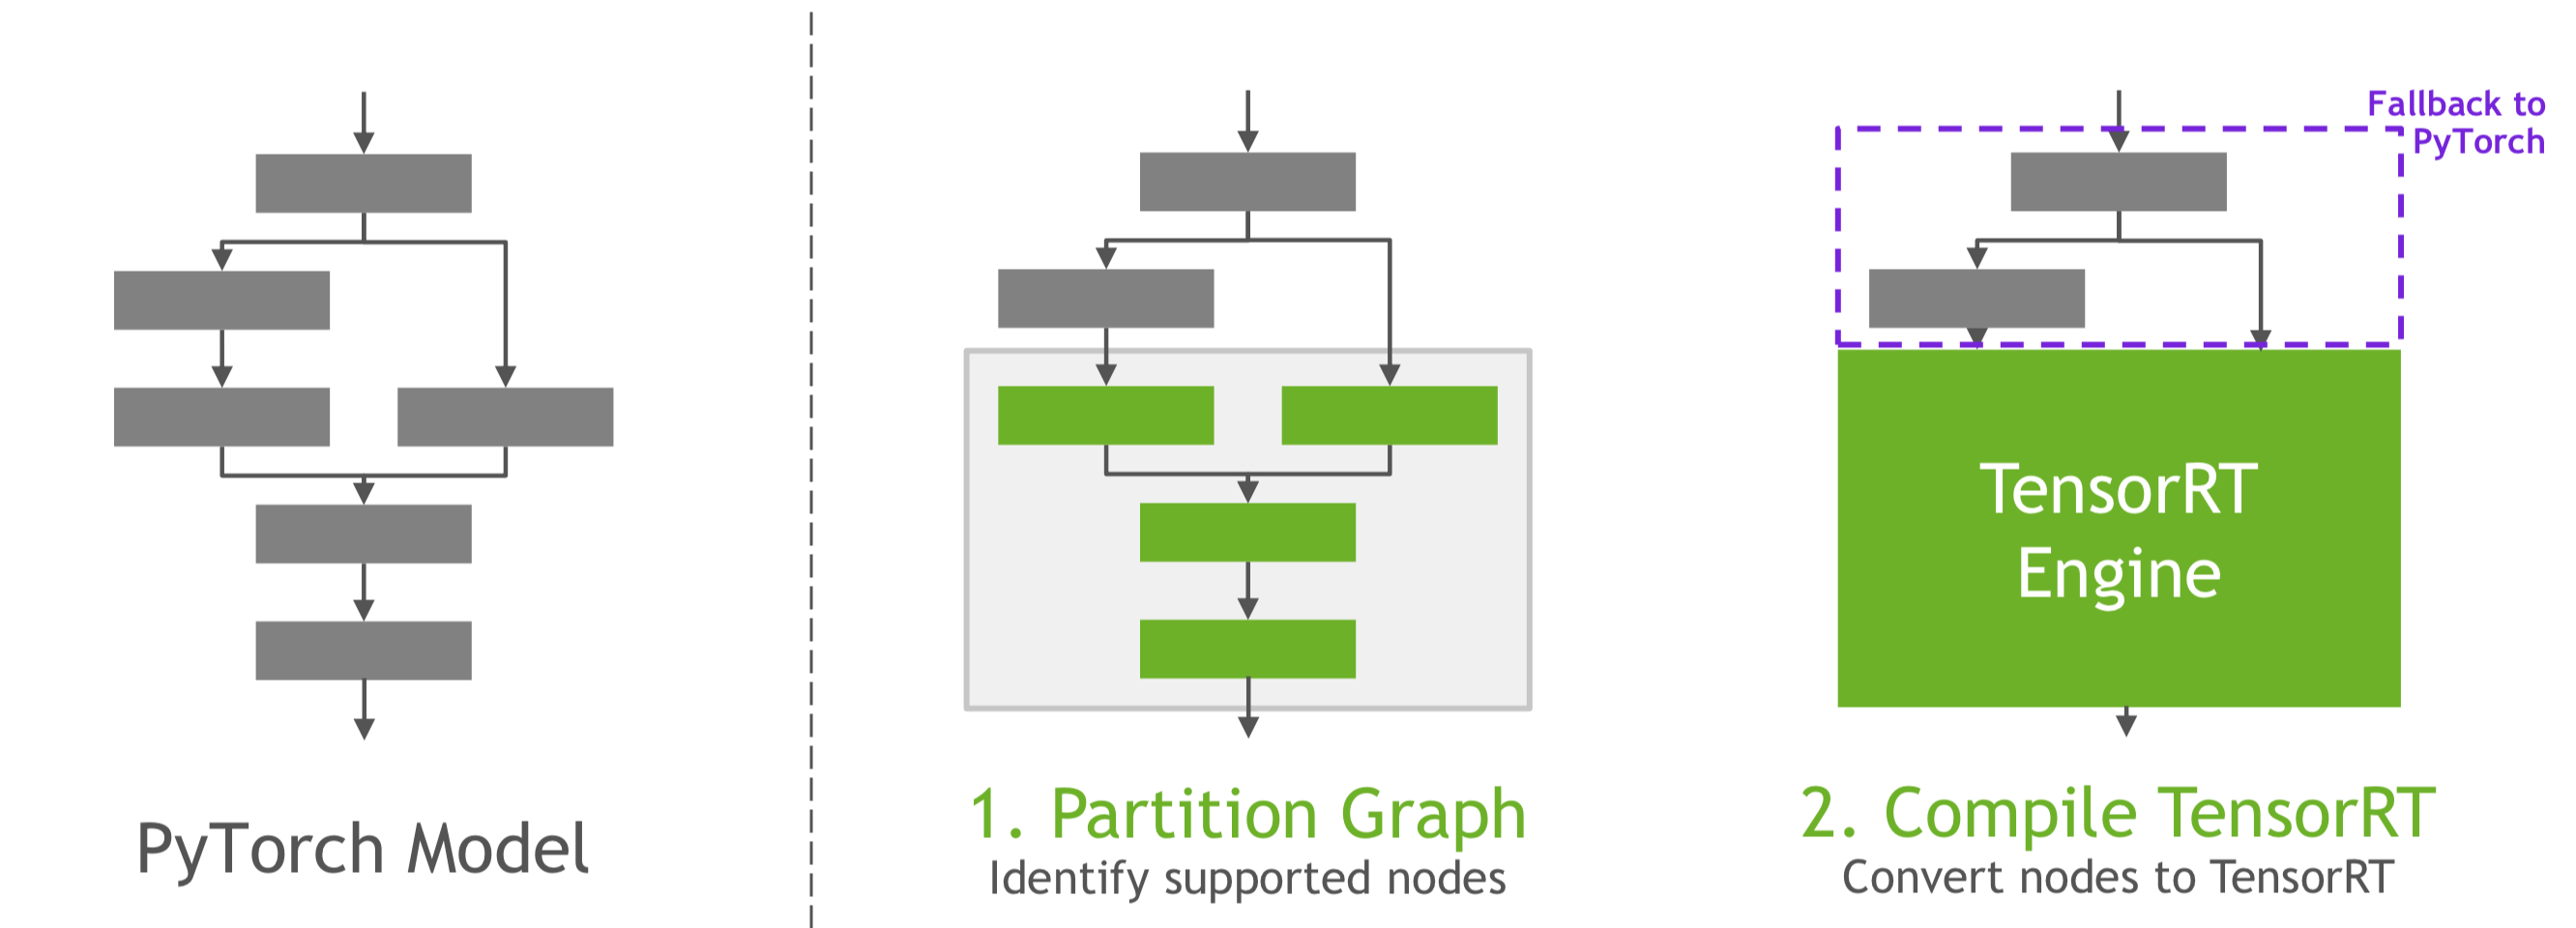 PyTorch Model
1. Partition Graph
Identify supported nodes
Fallback to
PyTorch
TensorRT
Engine
2. Compile TensorRT
Convert nodes to TensorRT